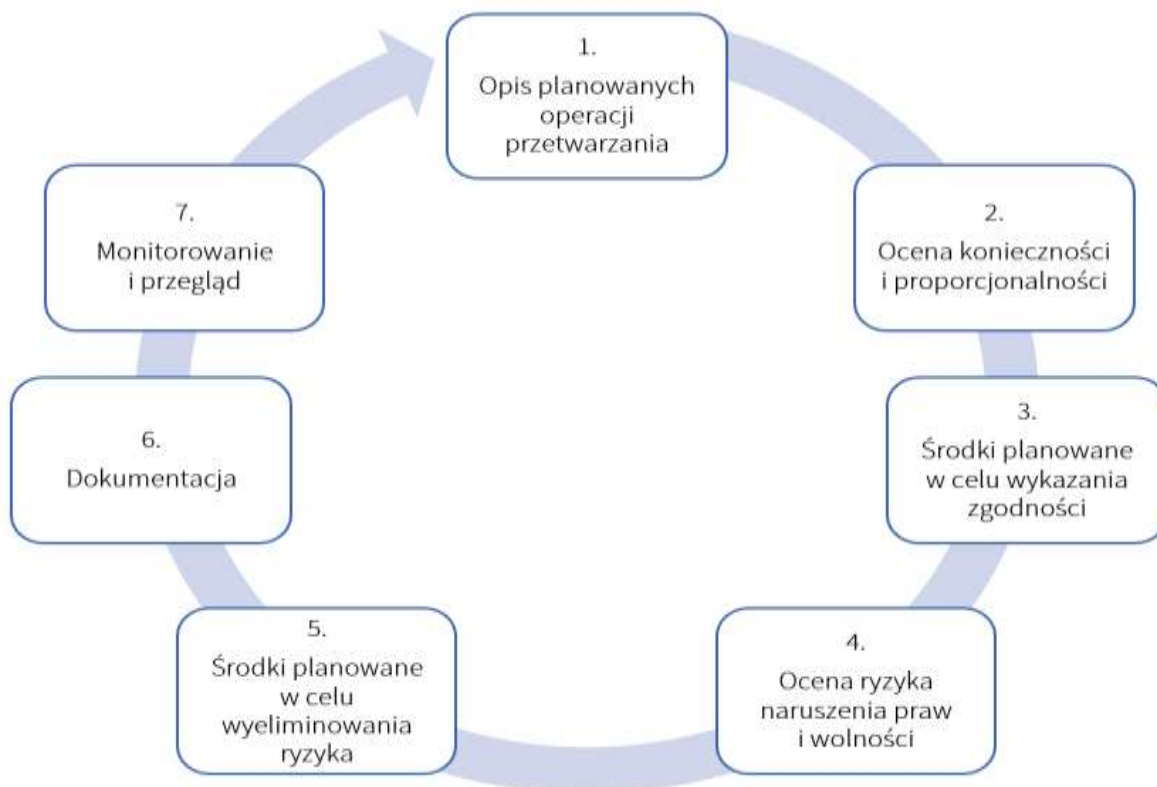 1.
Opis planowanych
operacji
przetwarzania
2.
Ocena konieczności
i proporcjonalności
3.
Środki planowane
w celu wykazania
zgodności
4.
Ocena ryzyka
naruszenia praw
i wolności
5.
Środki planowane
w celu
wyeliminowania
ryzyka
6.
Dokumentacja
7.
Monitorowanie
i przegląd